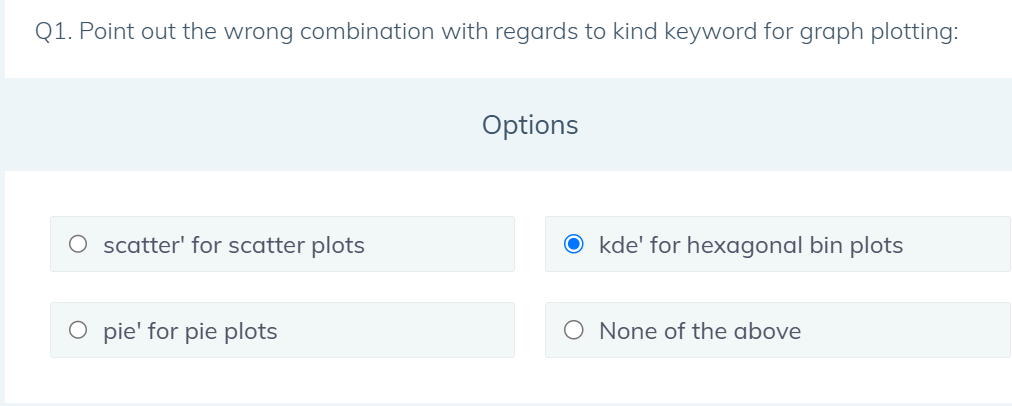 Q1. Point out the wrong combination with regards to kind keyword for graph plotting:
Options
scatter' for scatter plots
kde' for hexagonal bin plots
pie' for pie plots
None of the above